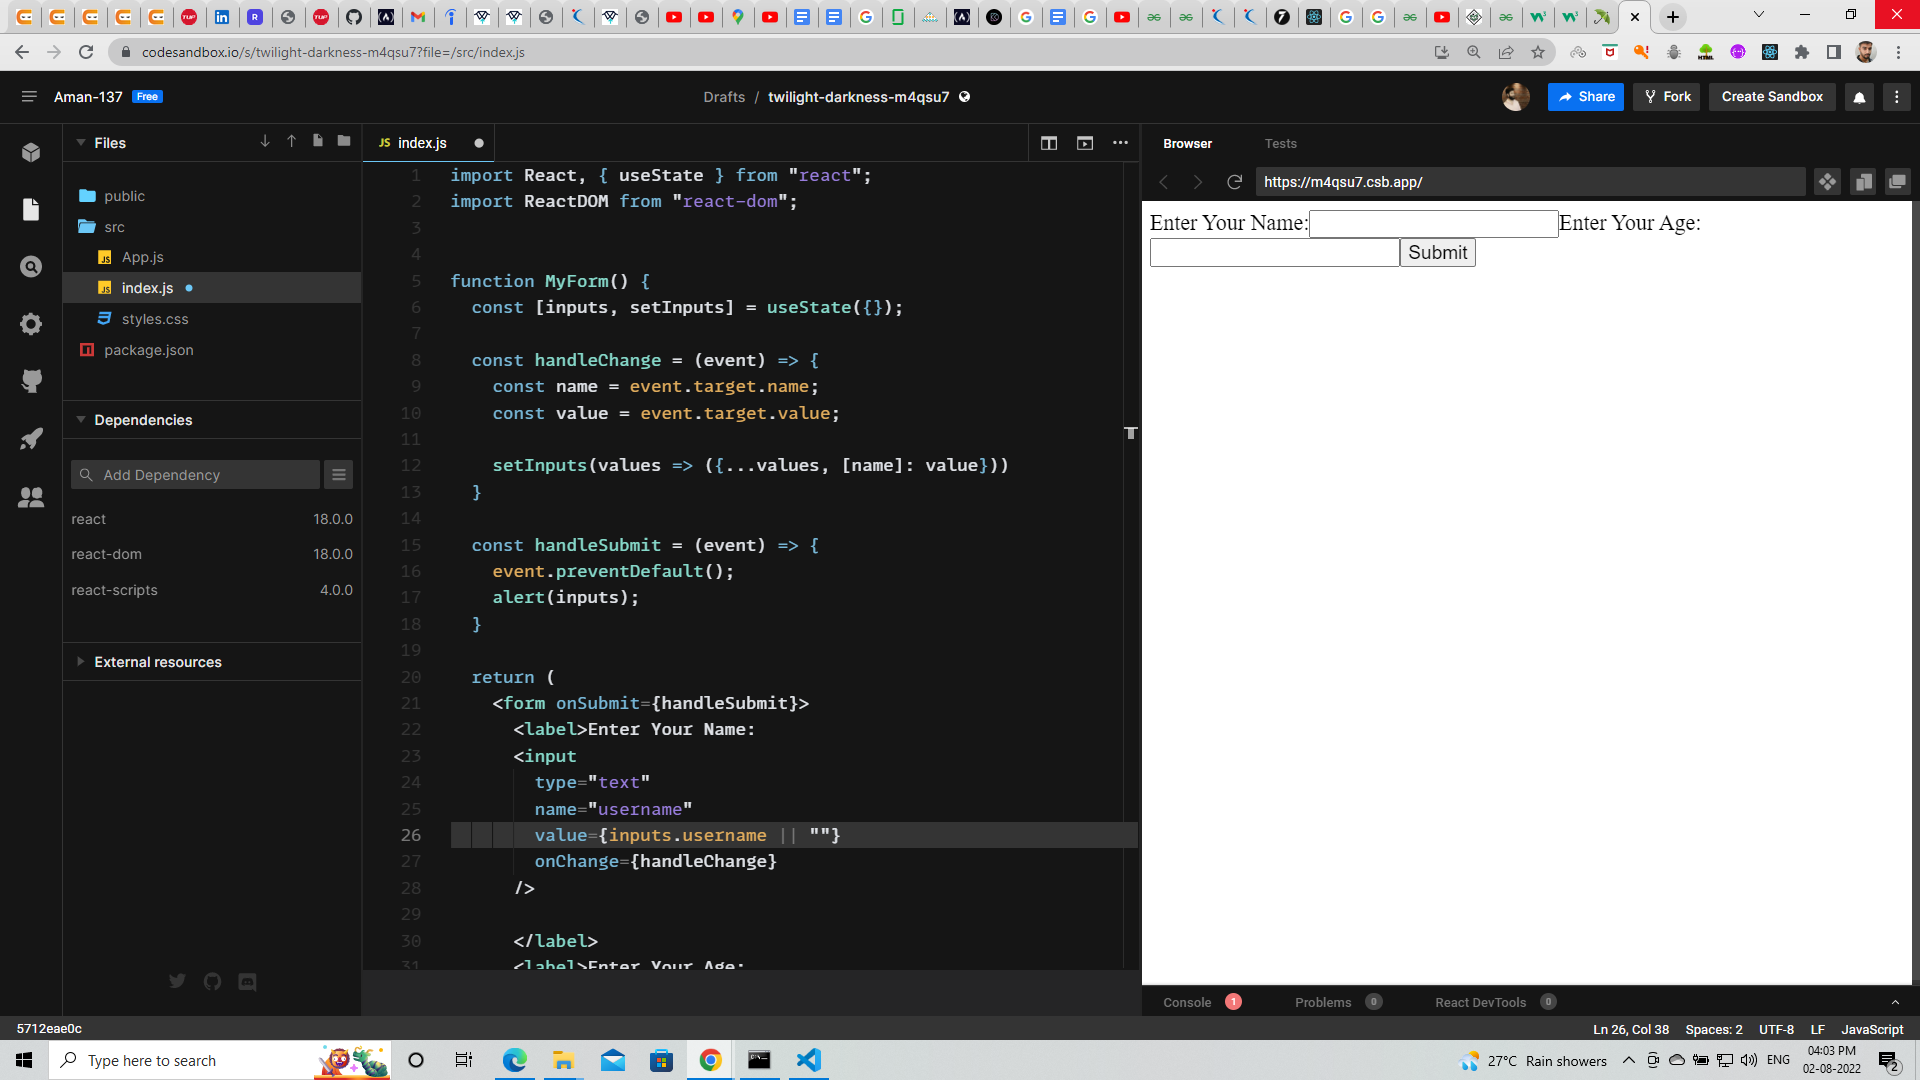 codesandbox.io/s/twilight-darkness-m4qsu7?file=/src/index.js
Aman-137 Free
Drafts / twilight-darkness-m4qsu7
Share
Fork
Create Sandbox
Files
public
src
App.js
index.js
styles.css
package.json
Dependencies
Add Dependency
react 18.0.0
react-dom 18.0.0
react-scripts 4.0.0
External resources
JS index.js
1 import React, { useState } from "react";
2 import ReactDOM from "react-dom";
3
4
5 function MyForm() {
6 const [inputs, setInputs] = useState({});
7
8 const handleChange = (event) => {
9 const name = event.target.name;
10 const value = event.target.value;
11
12 setInputs(values => ({...values, [name]: value}))
13 }
14
15 const handleSubmit = (event) => {
16 event.preventDefault();
17 alert(inputs);
18 }
19
20 return (
21 <form onSubmit={handleSubmit}>
22 <label>Enter Your Name:
23 <input
24 type="text"
25 name="username"
26 value={inputs.username || ""}
27 onChange={handleChange}
28 />
29
30 </label>
31 <label>Enter Your Age:
Browser
Tests
https://m4qsu7.csb.app/
Enter Your Name: Enter Your Age:
Submit
Console 1
Problems 0
React DevTools 0
5712eae0c
Ln 26, Col 38 Spaces: 2 UTF-8 LF JavaScript
Type here to search
27°C Rain showers
ENG
04:03 PM
02-08-2022
2